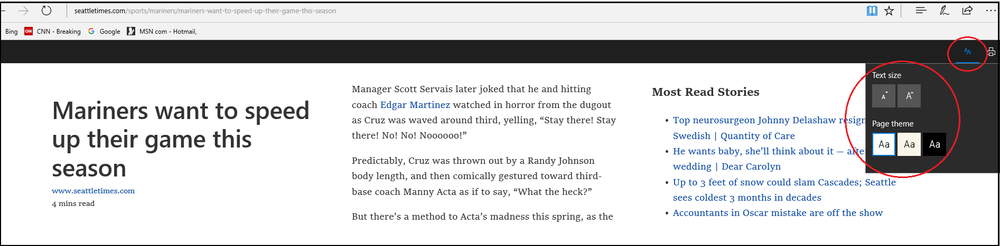 seattletimes.com/sports/mariners/mariners-want-to-speed-up-their-game-this-season
Bing CNN CNN - Breaking G Google MSN com - Hotmail,
AA
Mariners want to speed
up their game this
season
www.seattletimes.com
4 mins read
Manager Scott Servais later joked that he and hitting
coach Edgar Martinez watched in horror from the dugout
as Cruz was waved around third, yelling, “Stay there! Stay
there! No! No! Noooooo!”
Predictably, Cruz was thrown out by a Randy Johnson
body length, and then comically gestured toward third-
base coach Manny Acta as if to say, “What the heck?”
But there’s a method to Acta’s madness this spring, as the
Most Read Stories
• Top neurosurgeon Johnny Delashaw resign
Swedish | Quantity of Care
• He wants baby, she’ll think about it — afte
wedding | Dear Carolyn
• Up to 3 feet of snow could slam Cascades; Seattle
sees coldest 3 months in decades
• Accountants in Oscar mistake are off the show
Text size
A A
Page theme
Aa Aa Aa